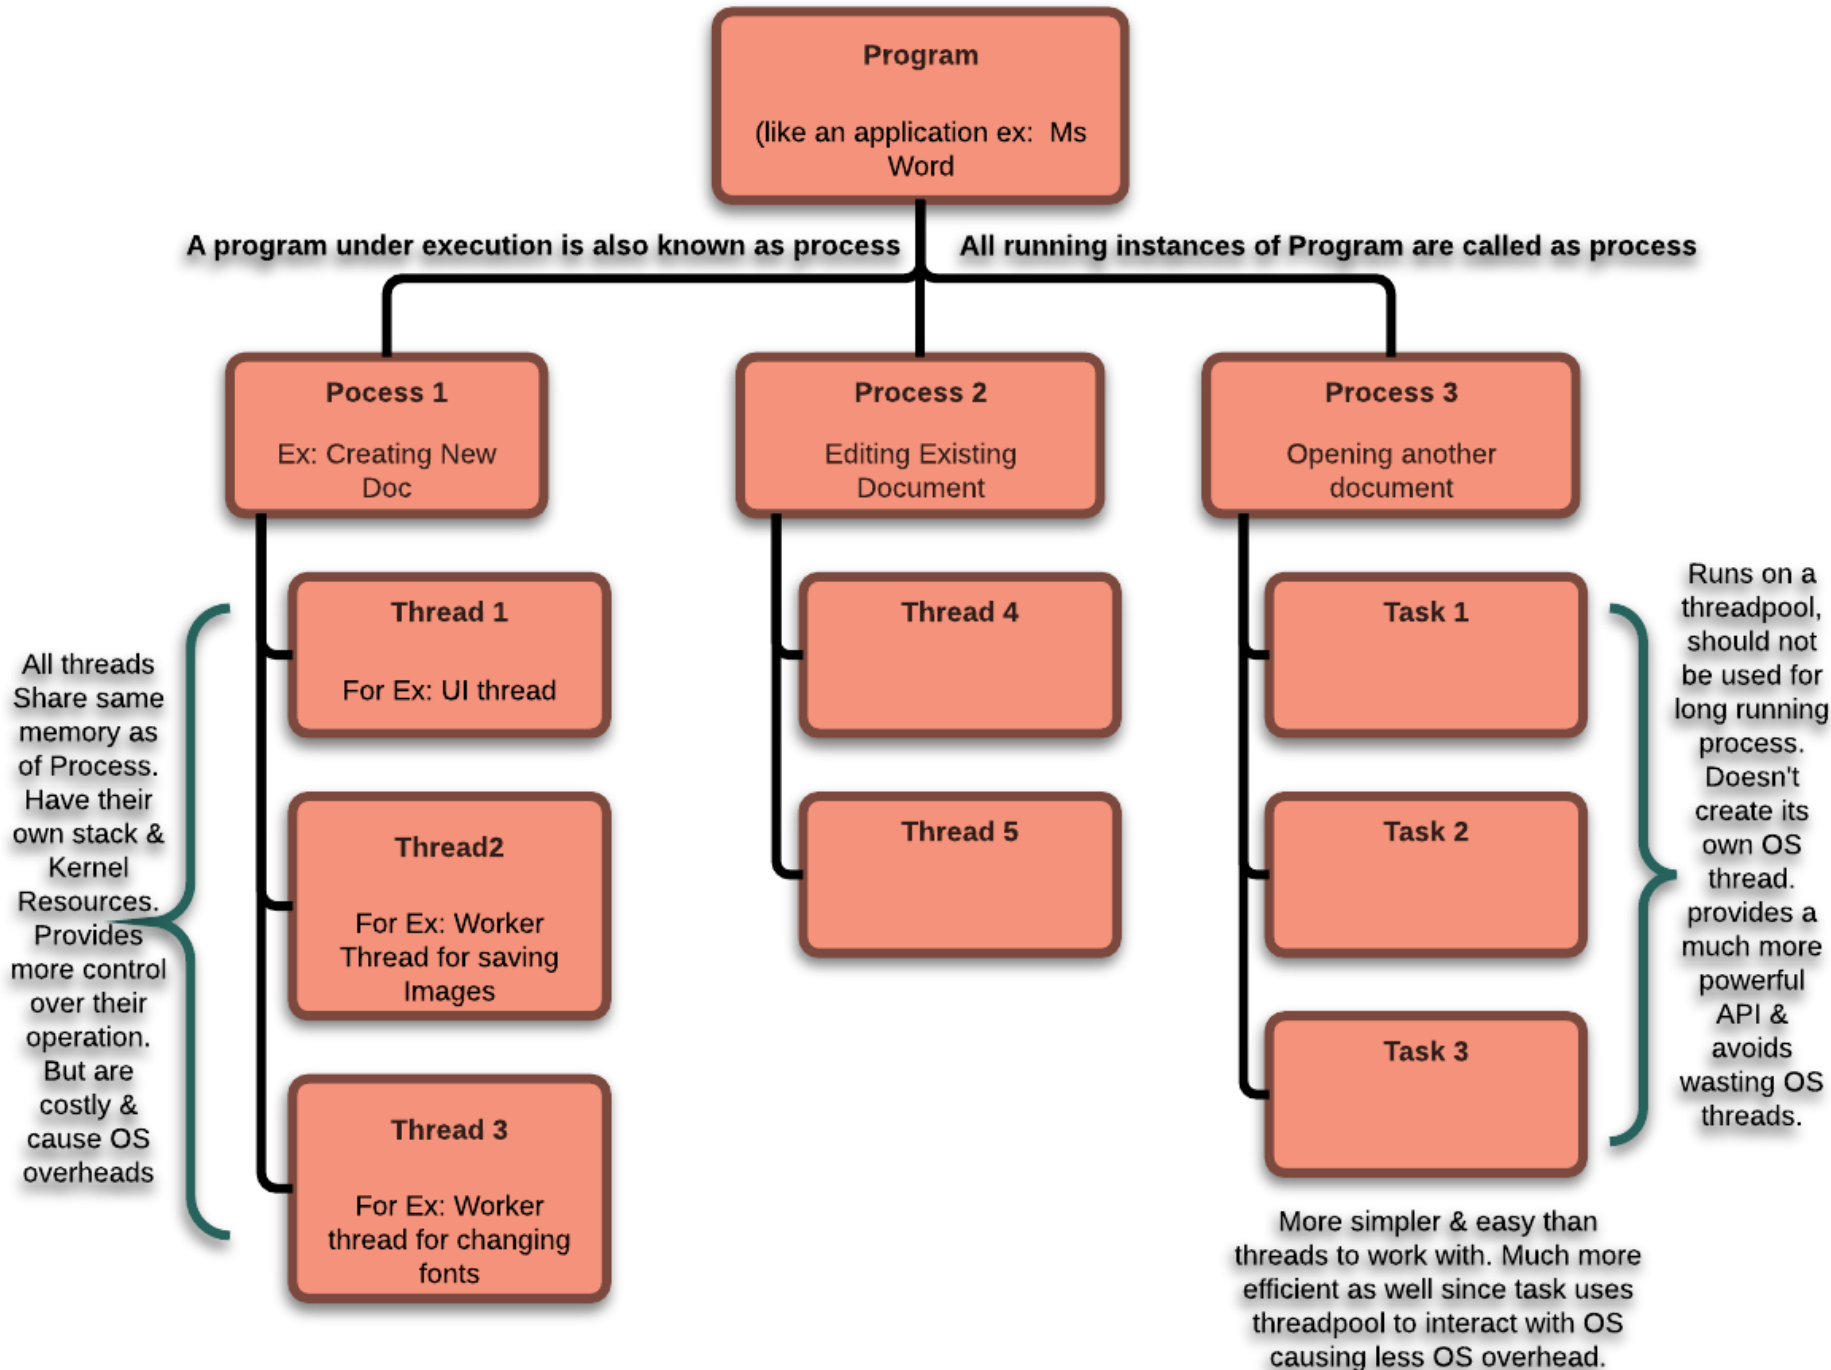 Program
(like an application ex:  Ms
Word
A program under execution is also known as process
All running instances of Program are called as process
Pocess 1
Ex: Creating New
Doc
Process 2
Editing Existing
Document
Process 3
Opening another
document
All threads
Share same
memory as
of Process.
Have their
own stack &
Kernel
Resources.
Provides
more control
over their
operation.
But are
costly &
cause OS
overheads
Thread 1
For Ex: UI thread
Thread2
For Ex: Worker
Thread for saving
Images
Thread 3
For Ex: Worker
thread for changing
fonts
Thread 4
Thread 5
Task 1
Task 2
Task 3
Runs on a
threadpool,
should not
be used for
long running
process.
Doesn't
create its
own OS
thread.
provides a
much more
powerful
API &
avoids
wasting OS
threads.
More simpler & easy than
threads to work with. Much more
efficient as well since task uses
threadpool to interact with OS
causing less OS overhead.